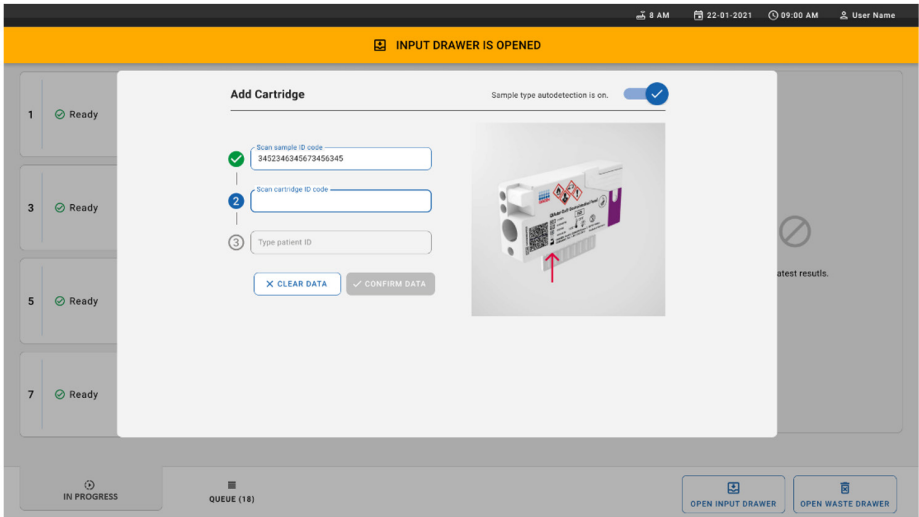 8 AM 22-01-2021 09:00 AM User Name
INPUT DRAWER IS OPENED
Add Cartridge
Sample type autodetection is on.
1 Ready
Scan sample ID code
3452346345673456345
2 Scan cartridge ID code
3 Type patient ID
CLEAR DATA CONFIRM DATA
3 Ready
5 Ready
7 Ready
atest resutls.
IN PROGRESS
QUEUE (18)
OPEN INPUT DRAWER
OPEN WASTE DRAWER